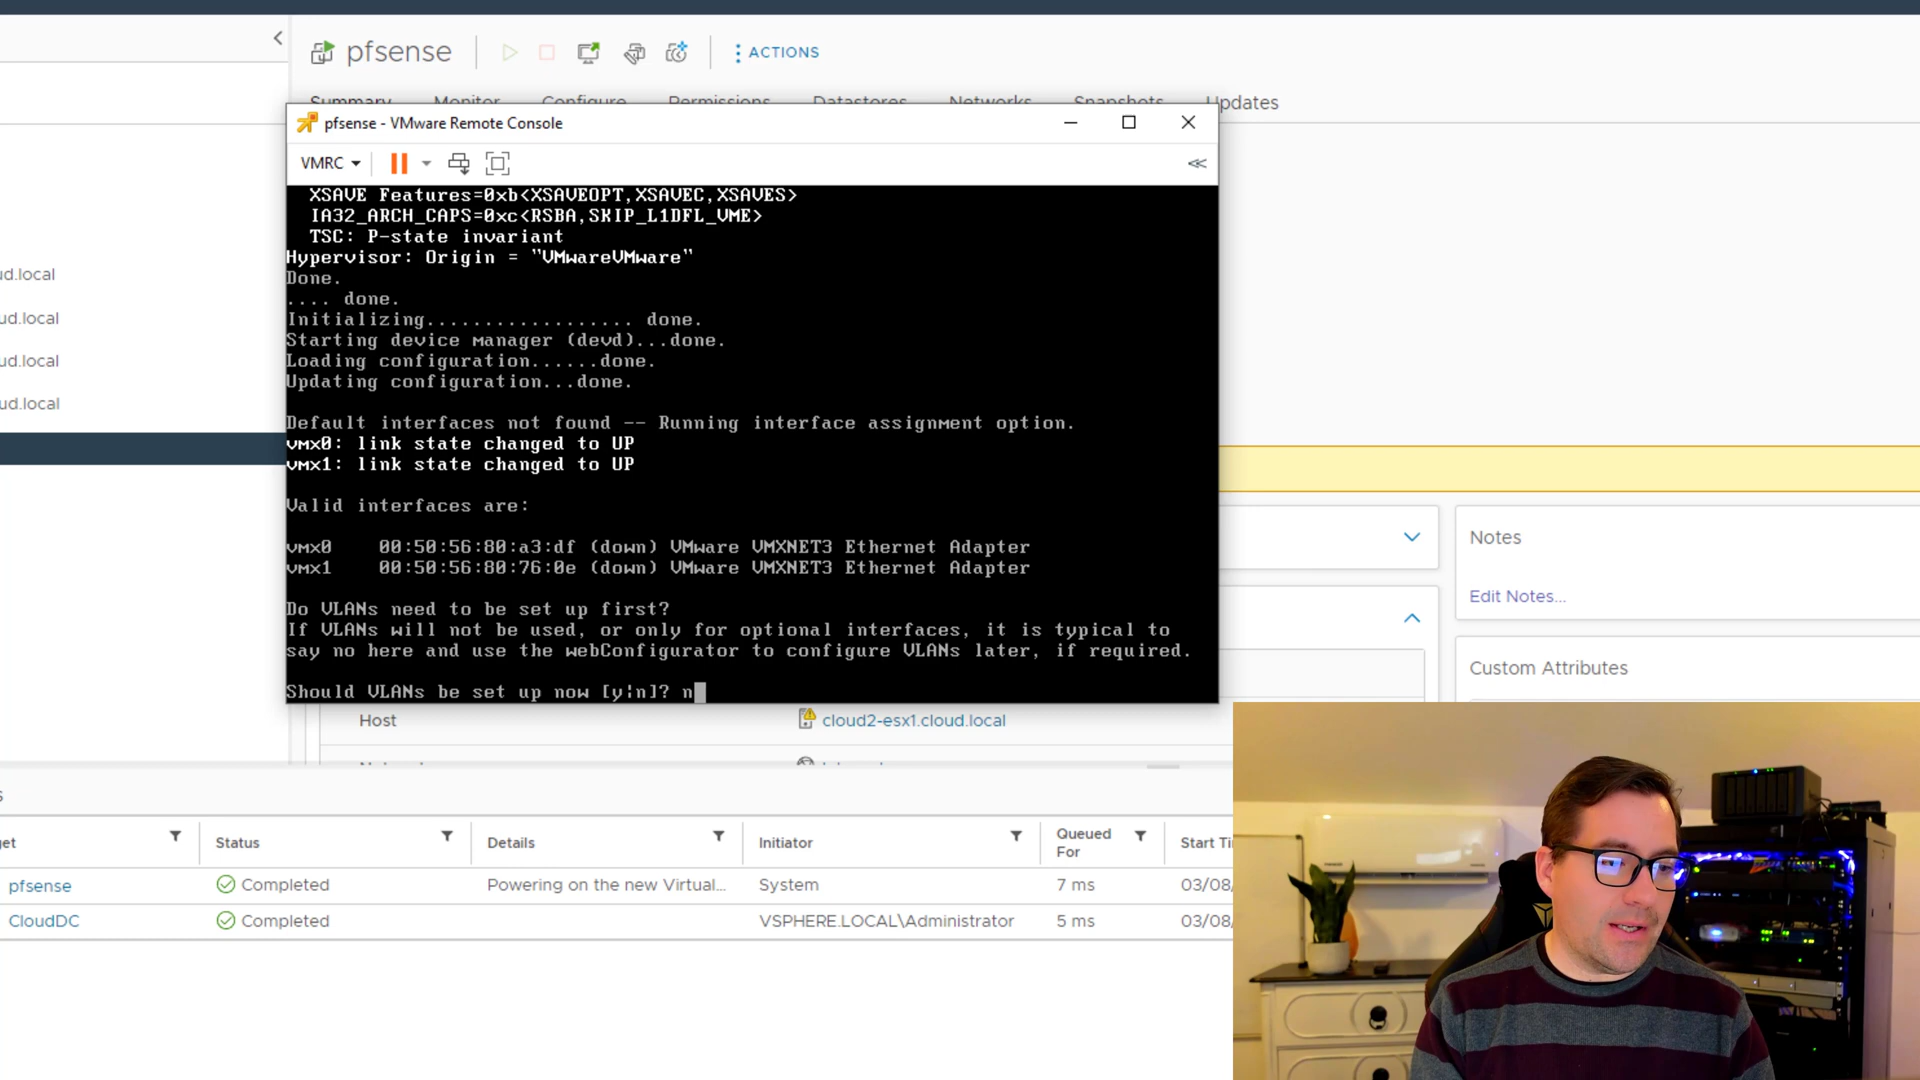 pfsense
ACTIONS
Summary Monitor Configure Permissions Datastores Networks Snapshots Updates
pfsense - VMware Remote Console
VMRC
XSAVE Features=0xb<XSAVEOPT,XSAVEC,XSAVES>
IA32_ARCH_CAPS=0xc<RSBA,SKIP_L1DFL_VME>
TSC: P-state invariant
Hypervisor: Origin = "VMwareVMware"
Done.
.... done.
Initializing.................. done.
Starting device manager (devd)...done.
Loading configuration......done.
Updating configuration...done.
Default interfaces not found -- Running interface assignment option.
vmx0: link state changed to UP
vmx1: link state changed to UP
Valid interfaces are:
vmx0 00:50:56:80:a3:df (down) VMware VMXNET3 Ethernet Adapter
vmx1 00:50:56:80:76:0e (down) VMware VMXNET3 Ethernet Adapter
Do VLANs need to be set up first?
If VLANs will not be used, or only for optional interfaces, it is typical to
say no here and use the webConfigurator to configure VLANs later, if required.
Should VLANs be set up now [y|n]? n
ud.local
ud.local
ud.local
ud.local
Notes
Edit Notes...
Custom Attributes
Host cloud2-esx1.cloud.local
s
get Status Details Initiator Queued For Start Ti
pfsense Completed Powering on the new Virtual... System 7 ms 03/08/
CloudDC Completed VSPHERE.LOCAL\Administrator 5 ms 03/08/